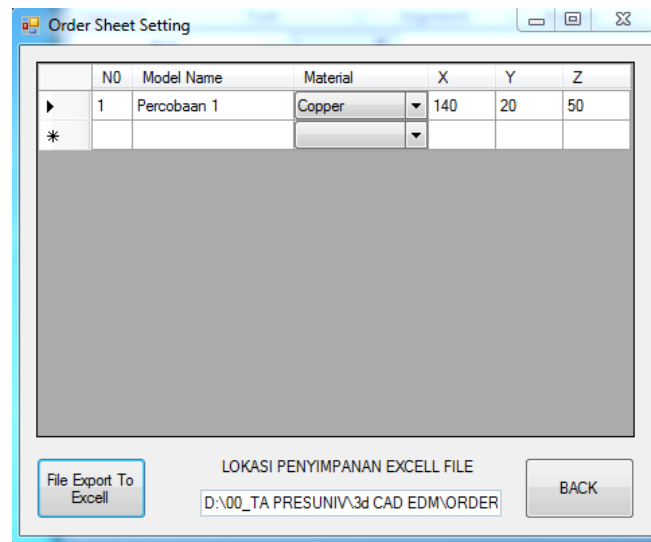 Order Sheet Setting
N0 Model Name Material X Y Z
1 Percobaan 1 Copper 140 20 50
LOKASI PENYIMPANAN EXCELL FILE
File Export To
Excell
D:\00_TA PRESUNIV\3d CAD EDM\ORDER
BACK